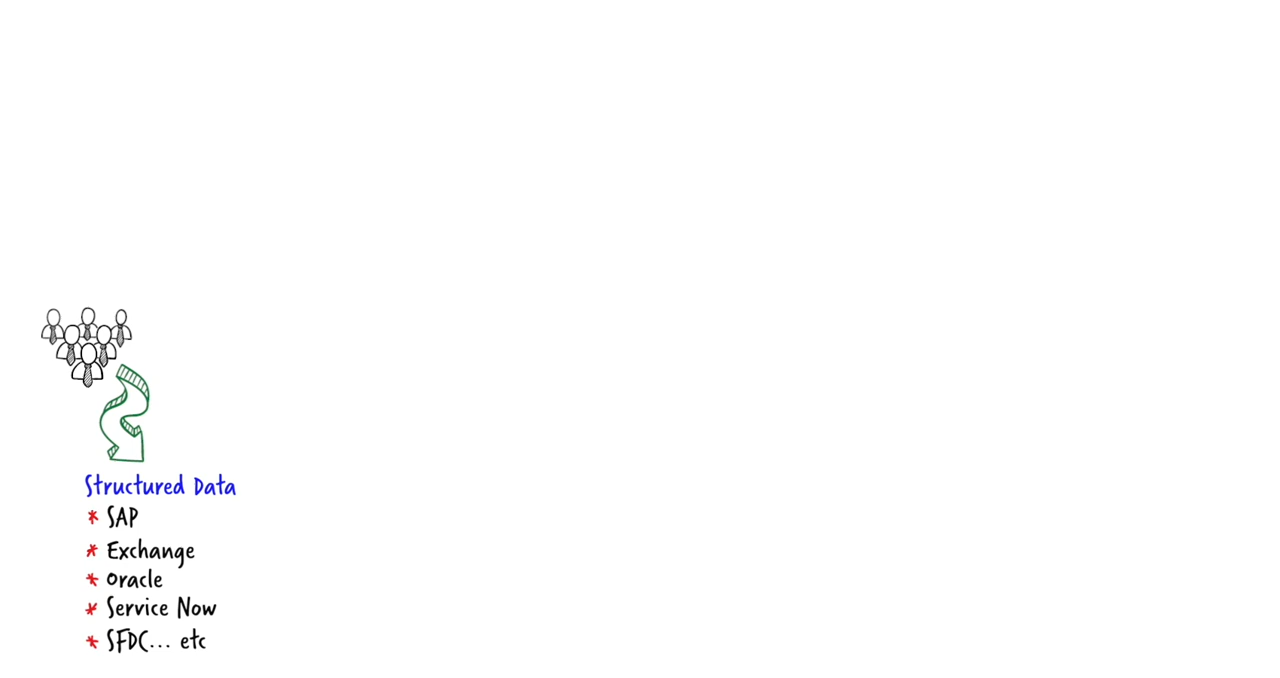 Structured Data
* SAP
* Exchange
* Oracle
* Service Now
* SFDC... etc